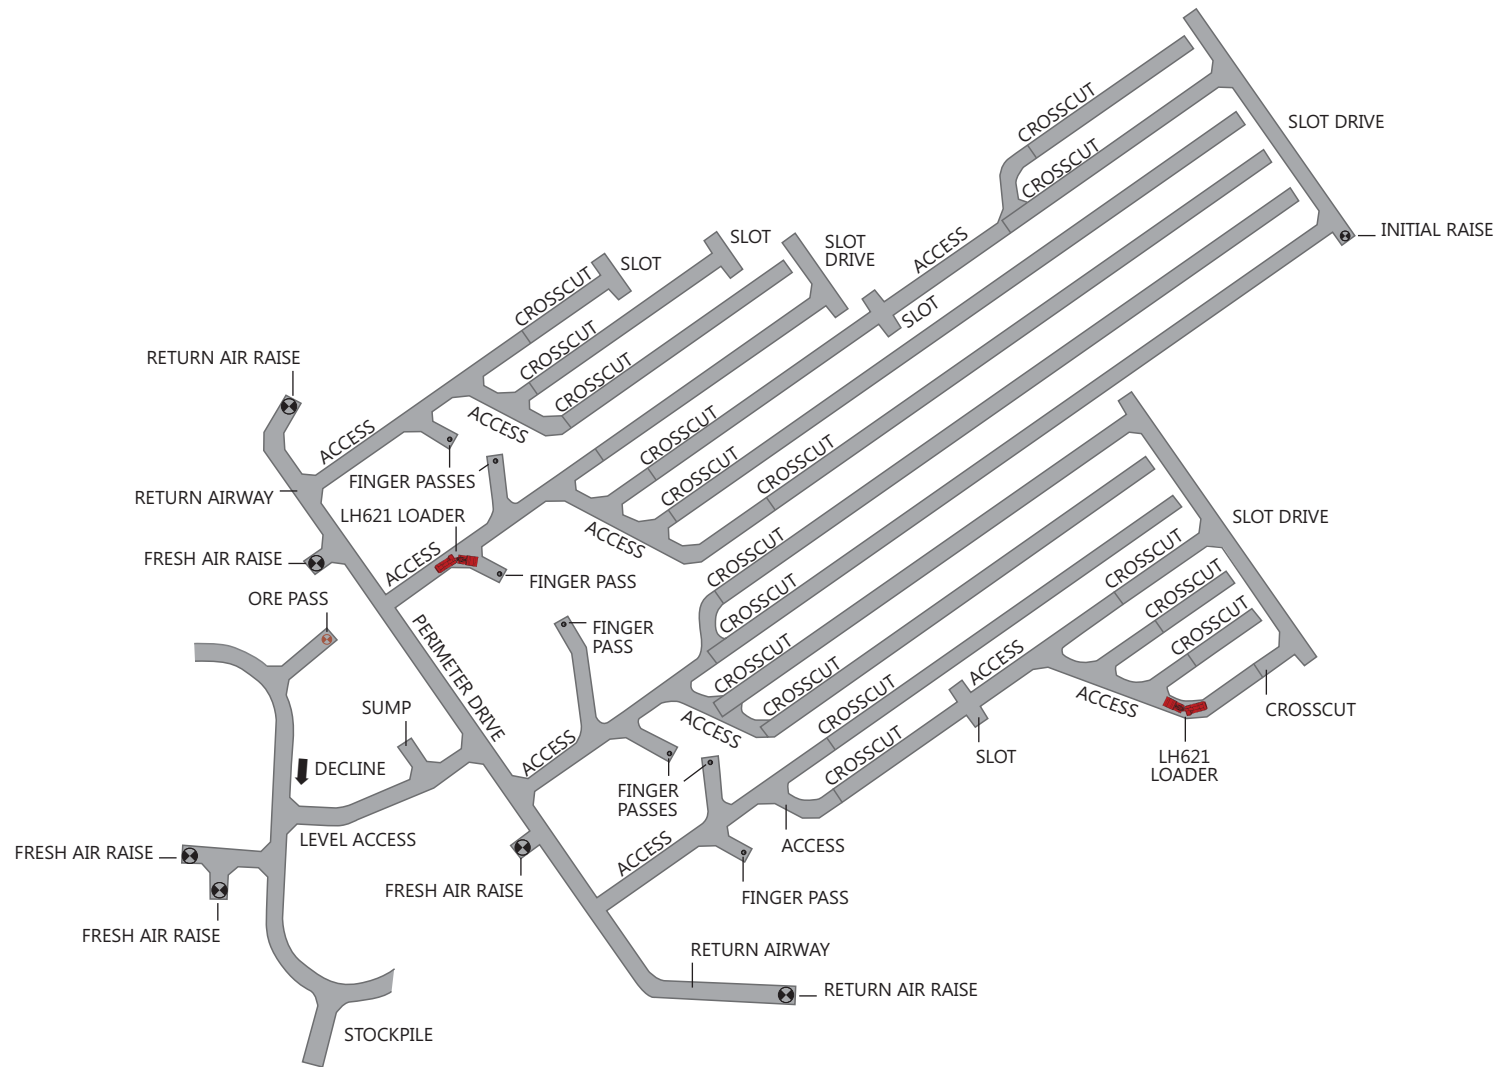 CROSSCUT
SLOT DRIVE
CROSSCUT
INITIAL RAISE
ACCESS
SLOT
SLOT
DRIVE
SLOT
CROSSCUT
SLOT
CROSSCUT
RETURN AIR RAISE
CROSSCUT
ACCESS
ACCESS
CROSSCUT
FINGER PASSES
CROSSCUT
CROSSCUT
RETURN AIRWAY
LH621 LOADER
ACCESS
SLOT DRIVE
FRESH AIR RAISE
ACCESS
CROSSCUT
CROSSCUT
FINGER PASS
ORE PASS
CROSSCUT
CROSSCUT
FINGER
PASS
CROSSCUT
PERIMETER DRIVE
CROSSCUT
ACCESS
SUMP
CROSSCUT
CROSSCUT
ACCESS
CROSSCUT
ACCESS
ACCESS
CROSSCUT
SLOT
LH621
LOADER
DECLINE
FINGER
PASSES
LEVEL ACCESS
ACCESS
ACCESS
FRESH AIR RAISE
FRESH AIR RAISE
FINGER PASS
FRESH AIR RAISE
RETURN AIRWAY
RETURN AIR RAISE
STOCKPILE